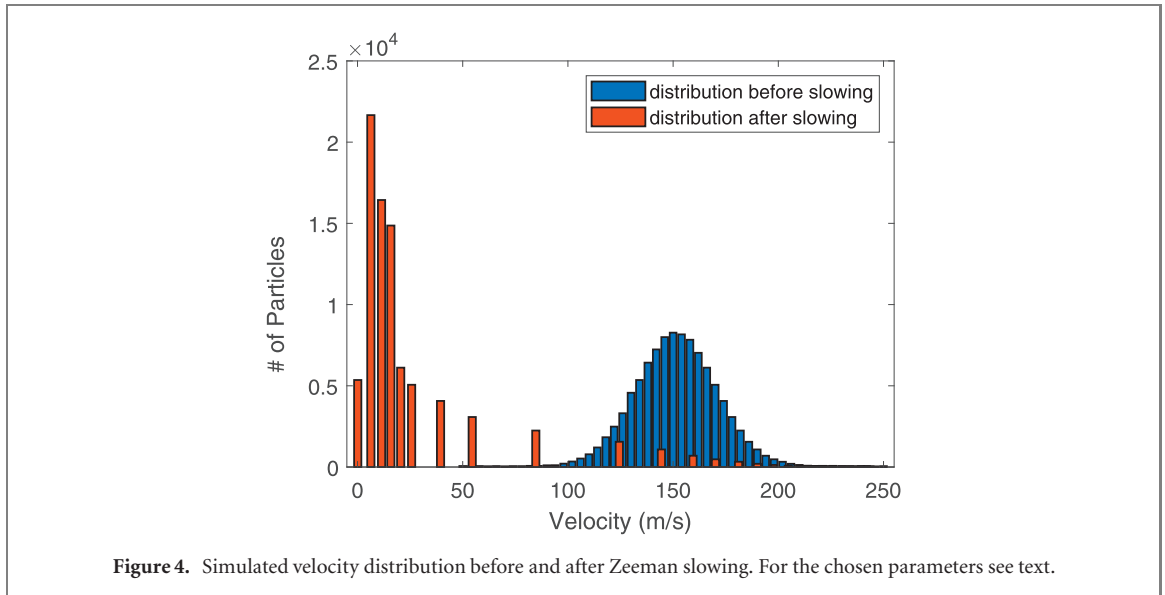 ×10⁴
2.5
2
1.5
1
0.5
0
# of Particles
distribution before slowing
distribution after slowing
0 50 100 150 200 250
Velocity (m/s)
Figure 4. Simulated velocity distribution before and after Zeeman slowing. For the chosen parameters see text.